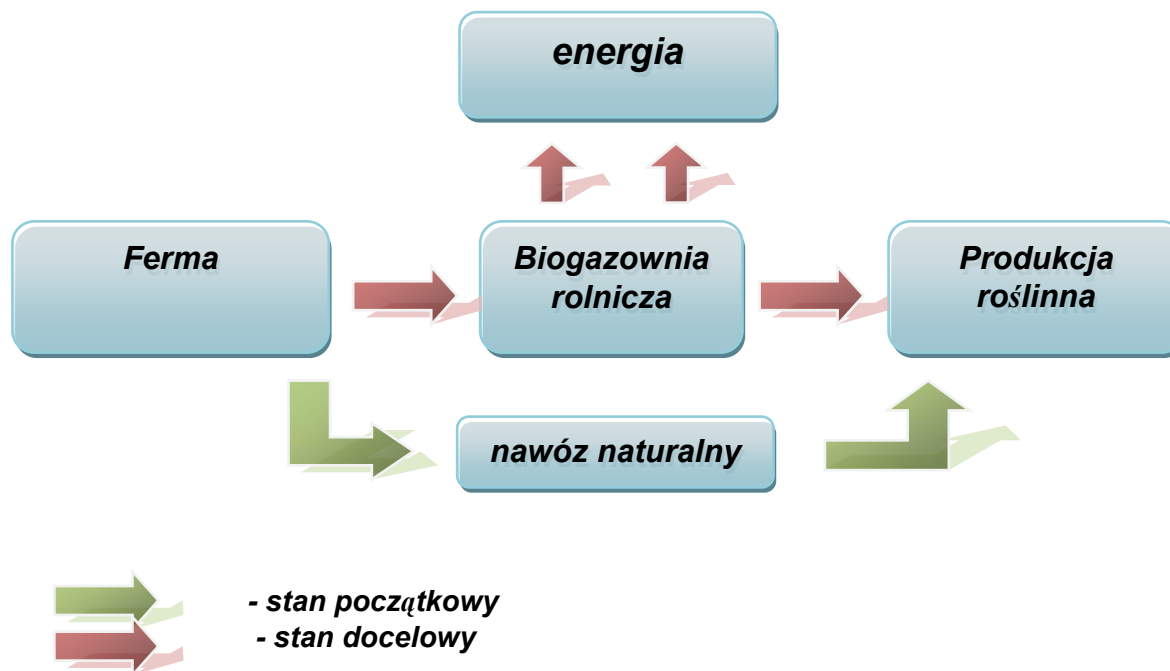 energia
Ferma
Biogazownia
rolnicza
Produkcja
roślinna
nawóz naturalny
- stan początkowy
- stan docelowy